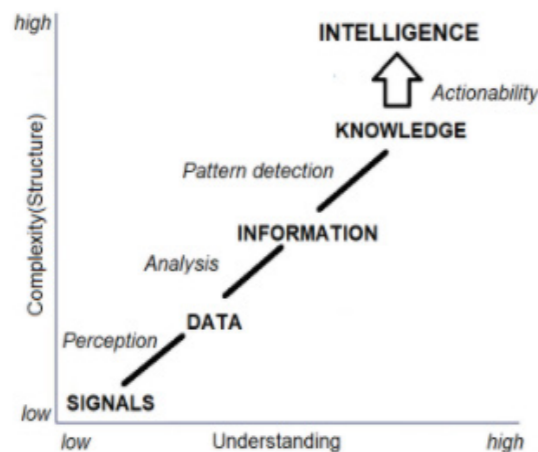 high
INTELLIGENCE
Actionability
KNOWLEDGE
Pattern detection
INFORMATION
Analysis
DATA
Perception
SIGNALS
low
Complexity(Structure)
low
Understanding
high